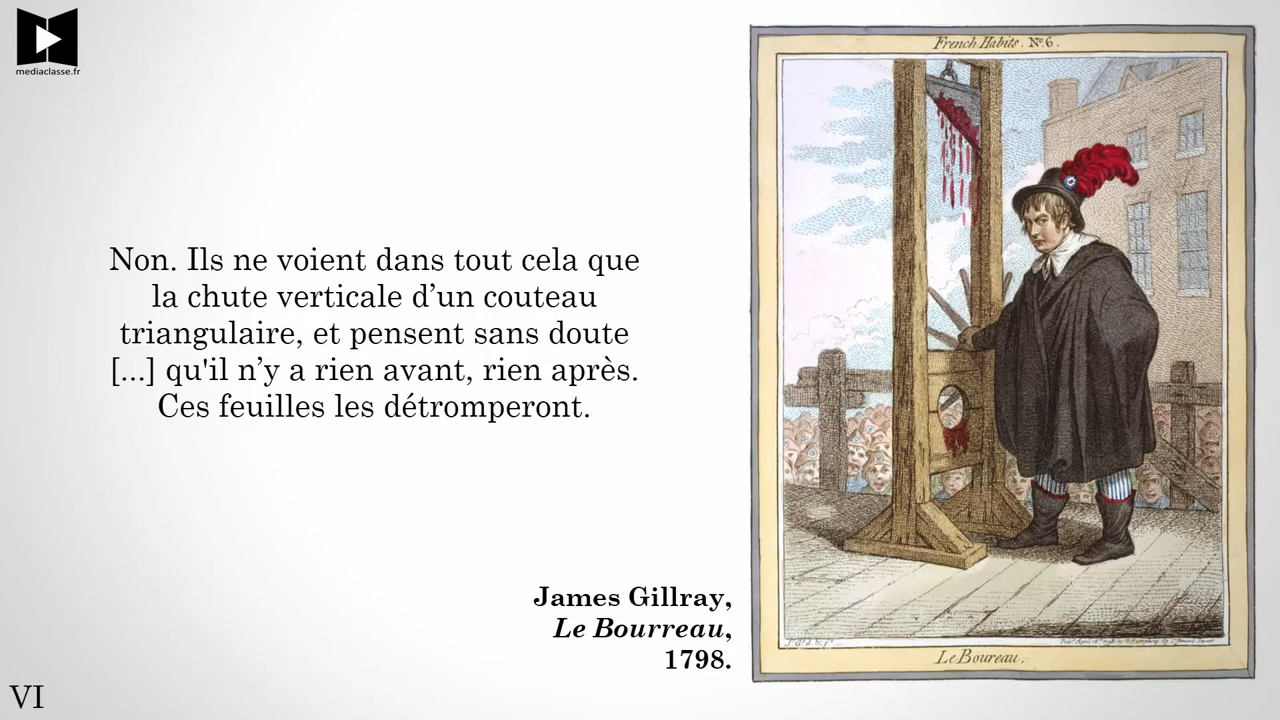 mediaclasse.fr
Non. Ils ne voient dans tout cela que
la chute verticale d’un couteau
triangulaire, et pensent sans doute
[...] qu'il n’y a rien avant, rien après.
Ces feuilles les détromperont.
James Gillray,
Le Bourreau,
1798.
VI
French Habits. Nº 6.
Le Boureau.